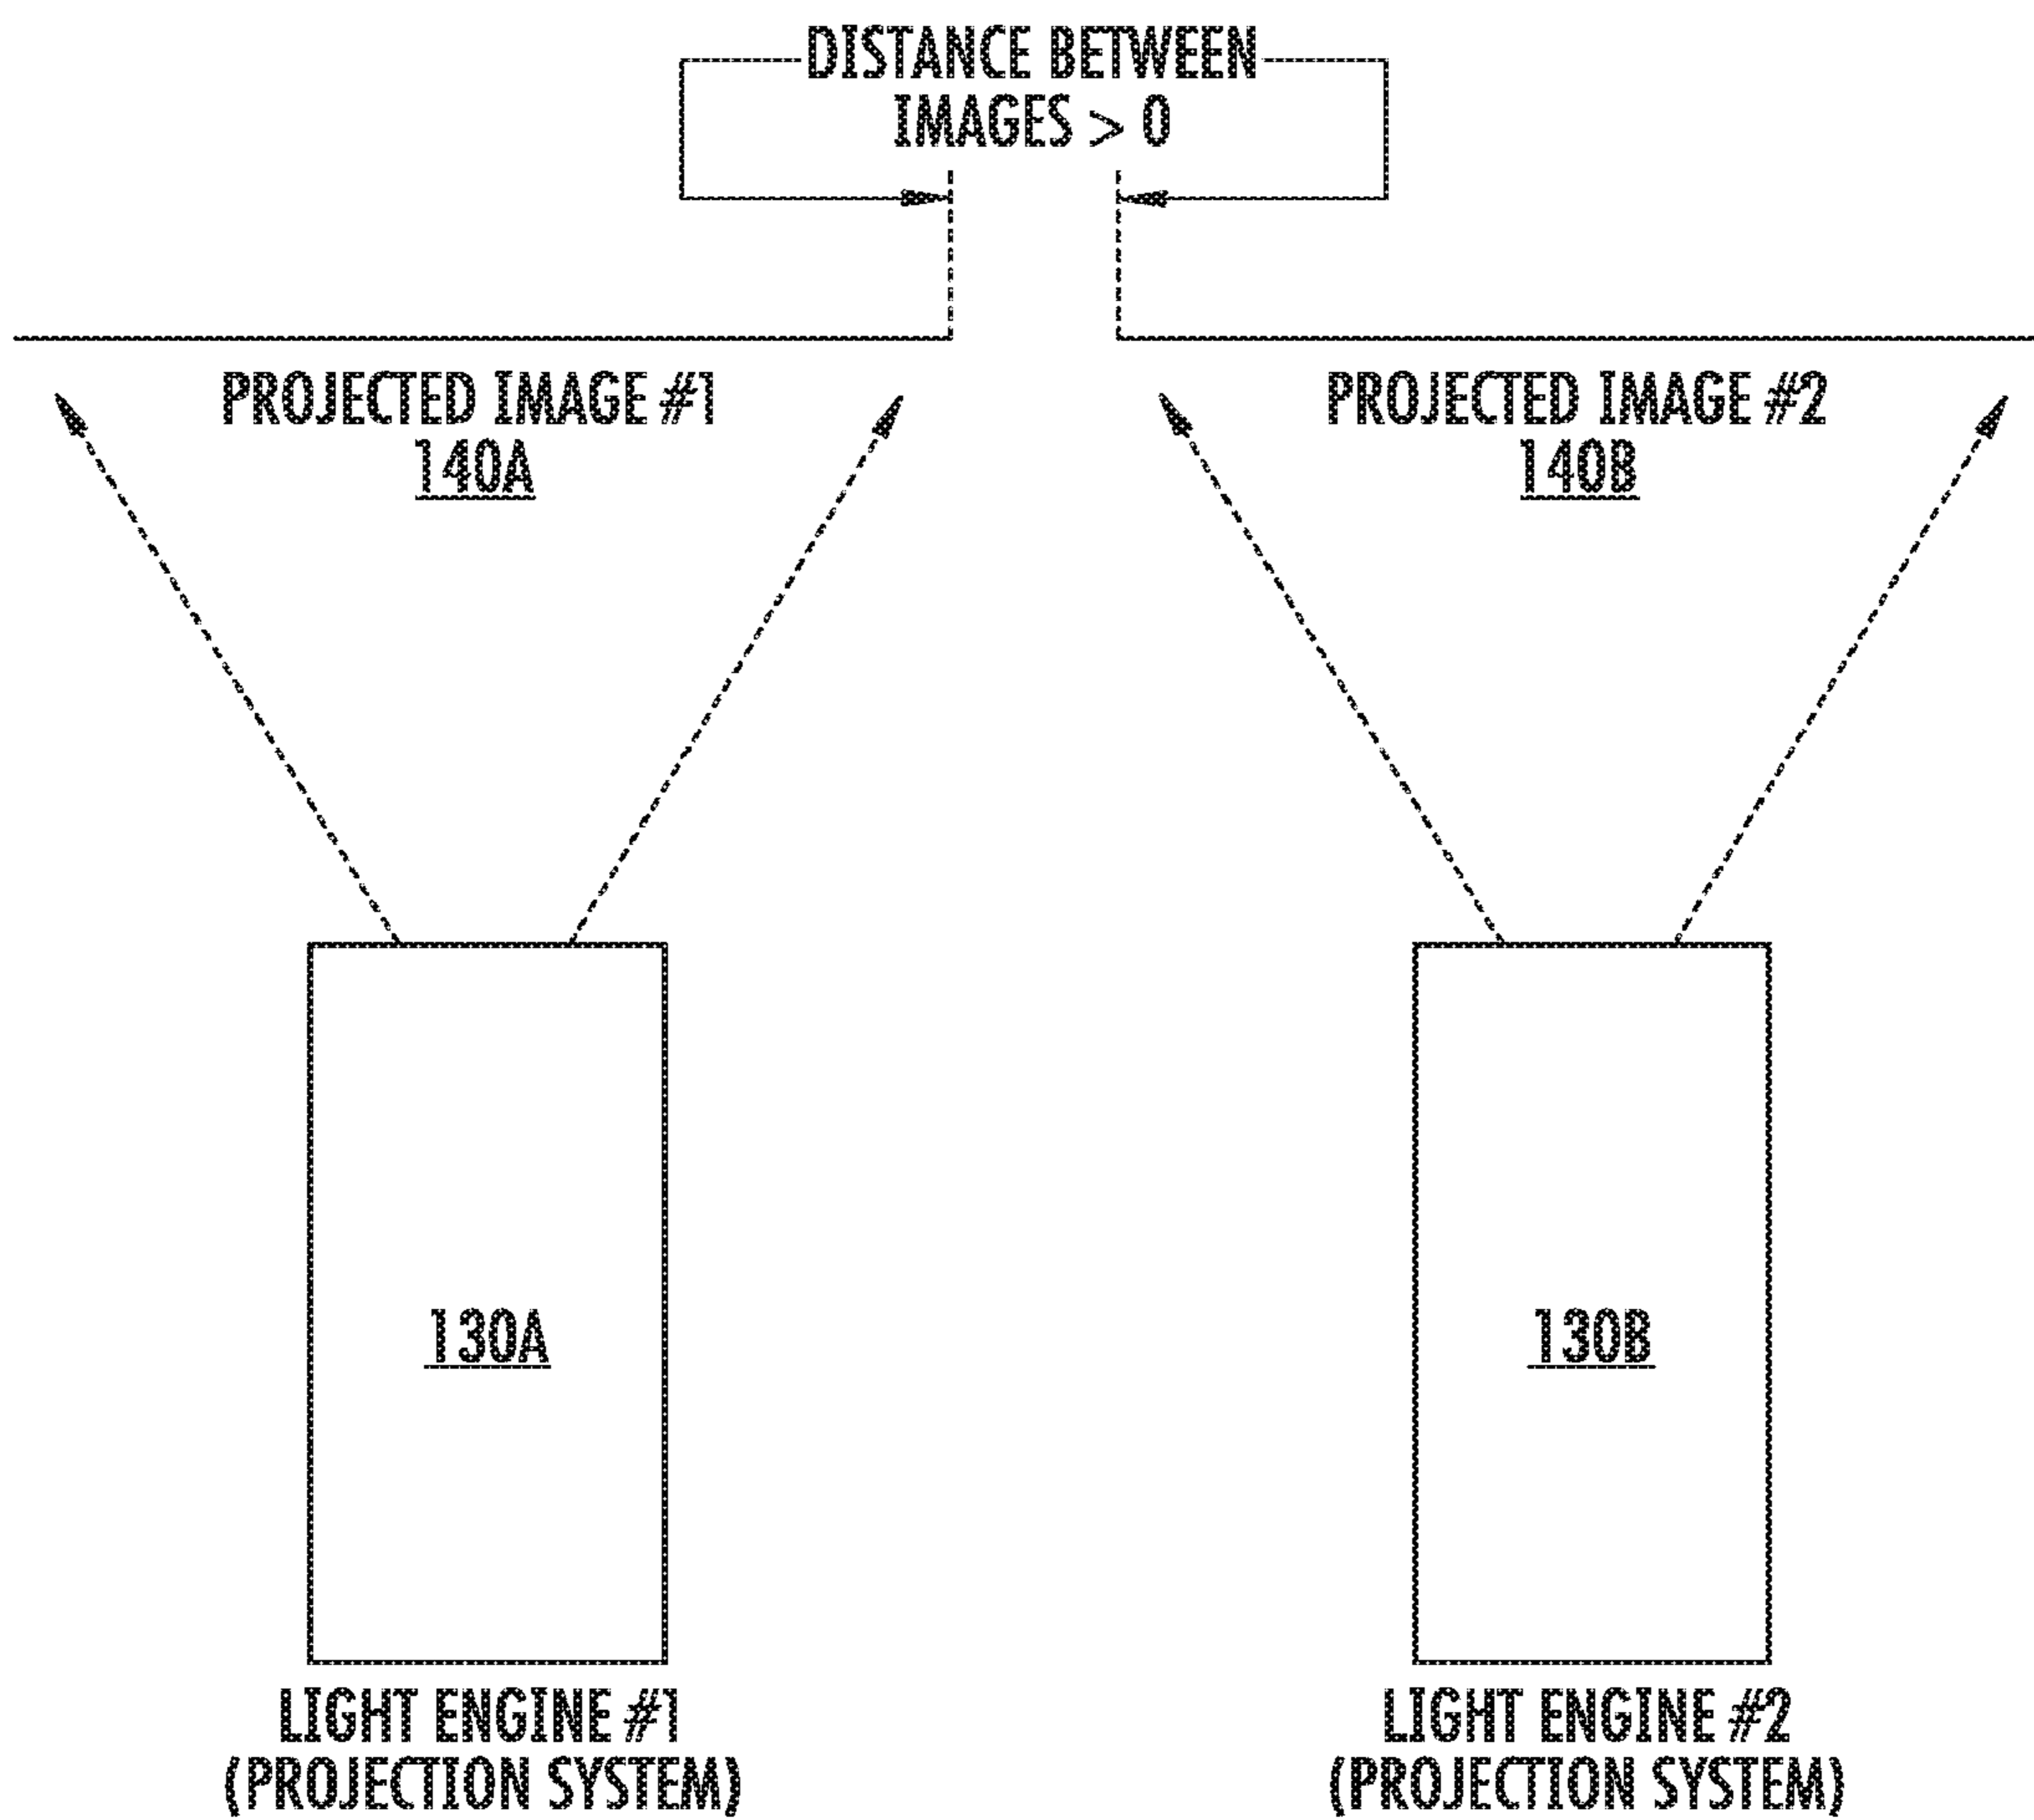 DISTANCE BETWEEN
IMAGES > 0
PROJECTED IMAGE #1
140A
PROJECTED IMAGE #2
140B
130A
130B
LIGHT ENGINE #1
(PROJECTION SYSTEM)
LIGHT ENGINE #2
(PROJECTION SYSTEM)